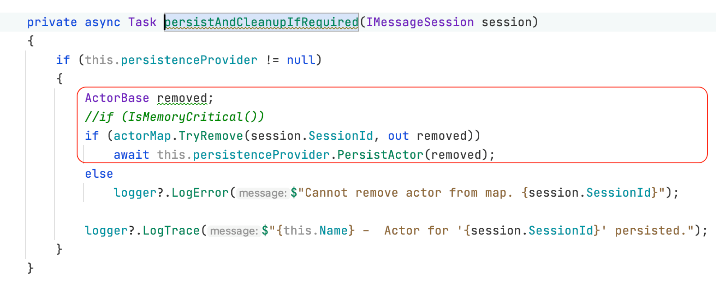 private async Task persistAndCleanupIfRequired(IMessageSession session)
{
if (this.persistenceProvider != null)
{
ActorBase removed;
//if (IsMemoryCritical())
if (actorMap.TryRemove(session.SessionId, out removed))
await this.persistenceProvider.PersistActor(removed);
else
logger?.LogError( message: $"Cannot remove actor from map. {session.SessionId}");
logger?.LogTrace( message: $"{this.Name} -  Actor for '{session.SessionId}' persisted.");
}
}